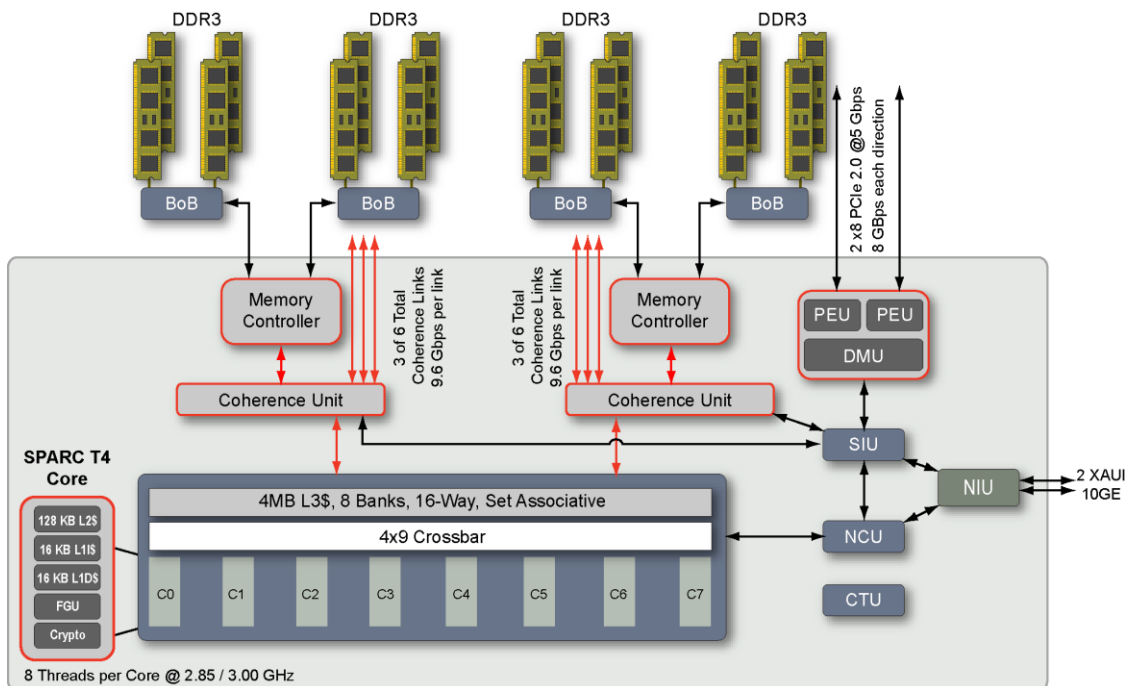 DDR3
DDR3
DDR3
DDR3
BoB
BoB
BoB
BoB
2 x8 PCIe 2.0 @5 Gbps
8 GBps each direction
Memory
Controller
3 of 6 Total
Coherence Links
9.6 Gbps per link
3 of 6 Total
Coherence Links
9.6 Gbps per link
Memory
Controller
PEU
PEU
DMU
Coherence Unit
Coherence Unit
SIU
SPARC T4
Core
128 KB L2$
16 KB L1I$
16 KB L1D$
FGU
Crypto
4MB L3$, 8 Banks, 16-Way, Set Associative
4x9 Crossbar
C0
C1
C2
C3
C4
C5
C6
C7
NIU
2 XAUI
10GE
NCU
CTU
8 Threads per Core @ 2.85 / 3.00 GHz